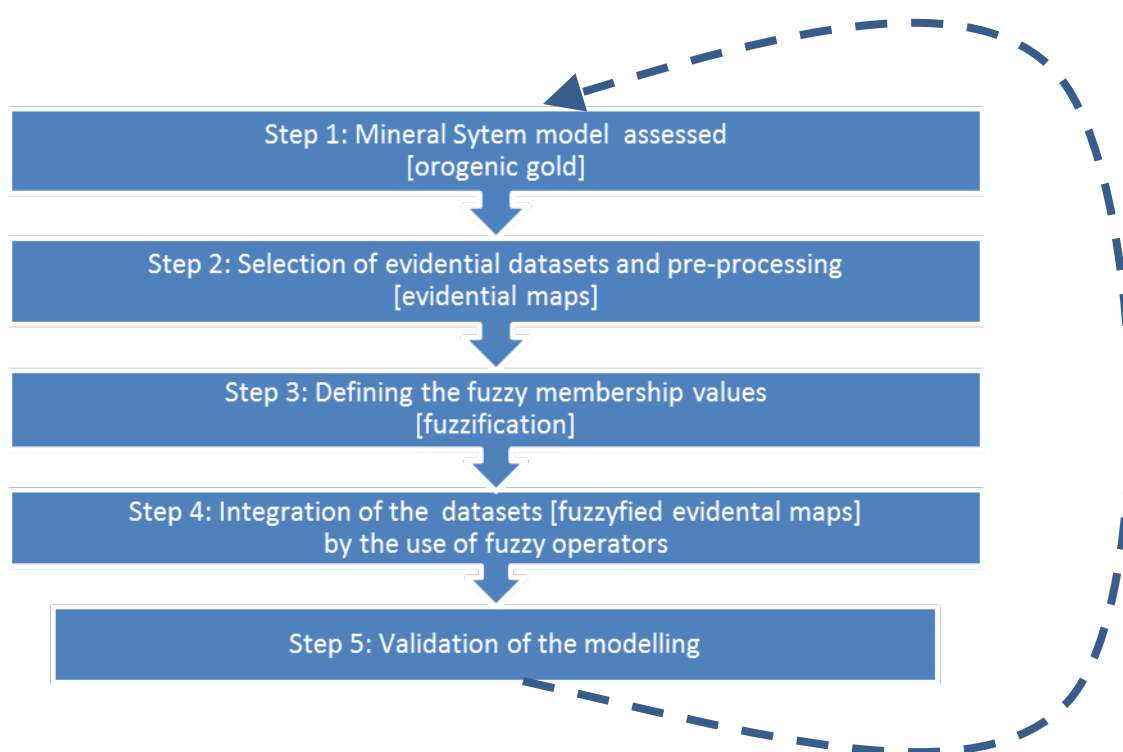 Step 1: Mineral Sytem model assessed
[orogenic gold]
Step 2: Selection of evidential datasets and pre-processing
[evidential maps]
Step 3: Defining the fuzzy membership values
[fuzzification]
Step 4: Integration of the datasets [fuzzyfied evidental maps]
by the use of fuzzy operators
Step 5: Validation of the modelling